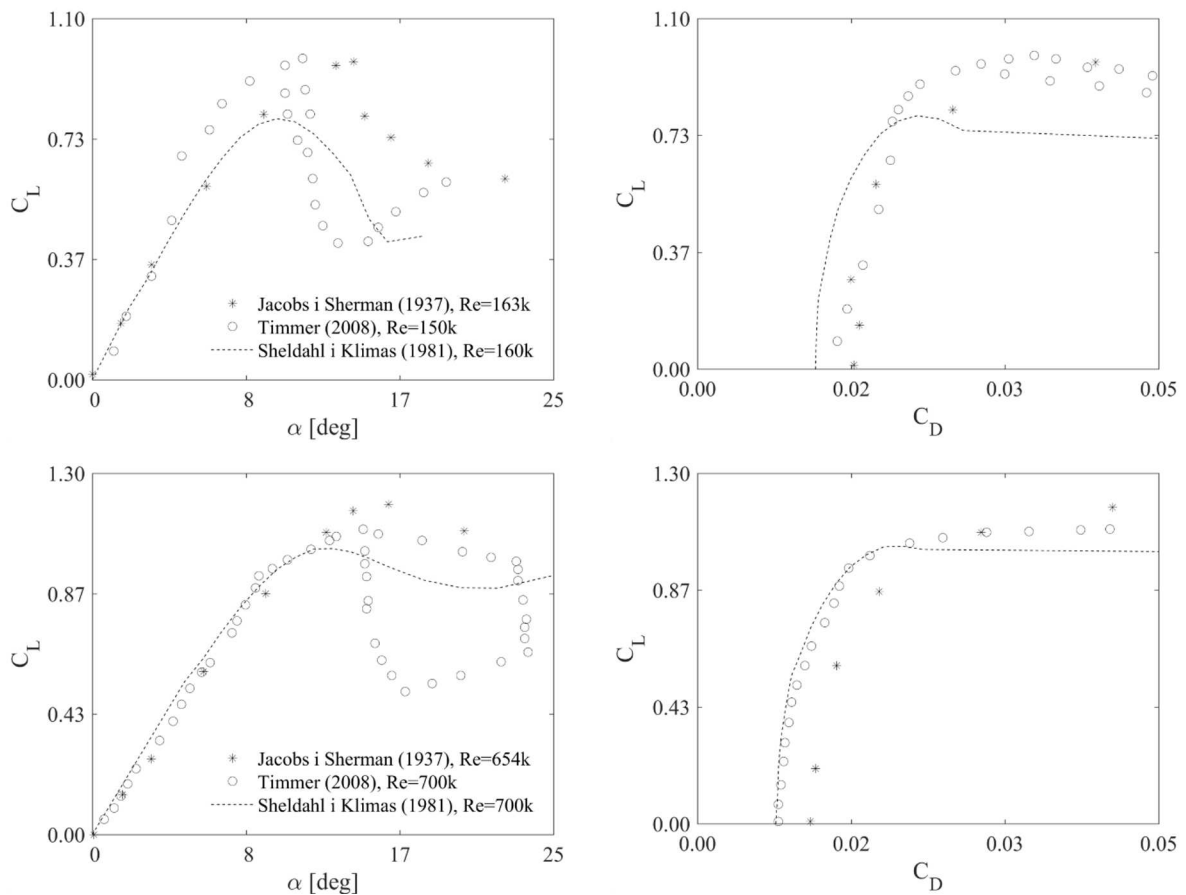 1.10
0.73
0.37
0.00
C_L
Jacobs i Sherman (1937), Re=163k
Timmer (2008), Re=150k
Sheldahl i Klimas (1981), Re=160k
0 8 17 25
α [deg]
1.10
0.73
0.37
0.00
C_L
0.00 0.02 0.03 0.05
C_D
1.30
0.87
0.43
0.00
C_L
Jacobs i Sherman (1937), Re=654k
Timmer (2008), Re=700k
Sheldahl i Klimas (1981), Re=700k
0 8 17 25
α [deg]
1.30
0.87
0.43
0.00
C_L
0.00 0.02 0.03 0.05
C_D